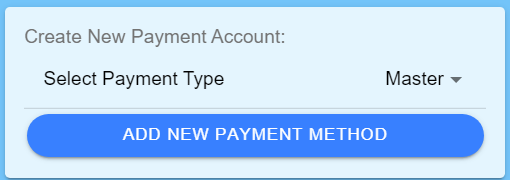 Create New Payment Account:
Select Payment Type Master
ADD NEW PAYMENT METHOD